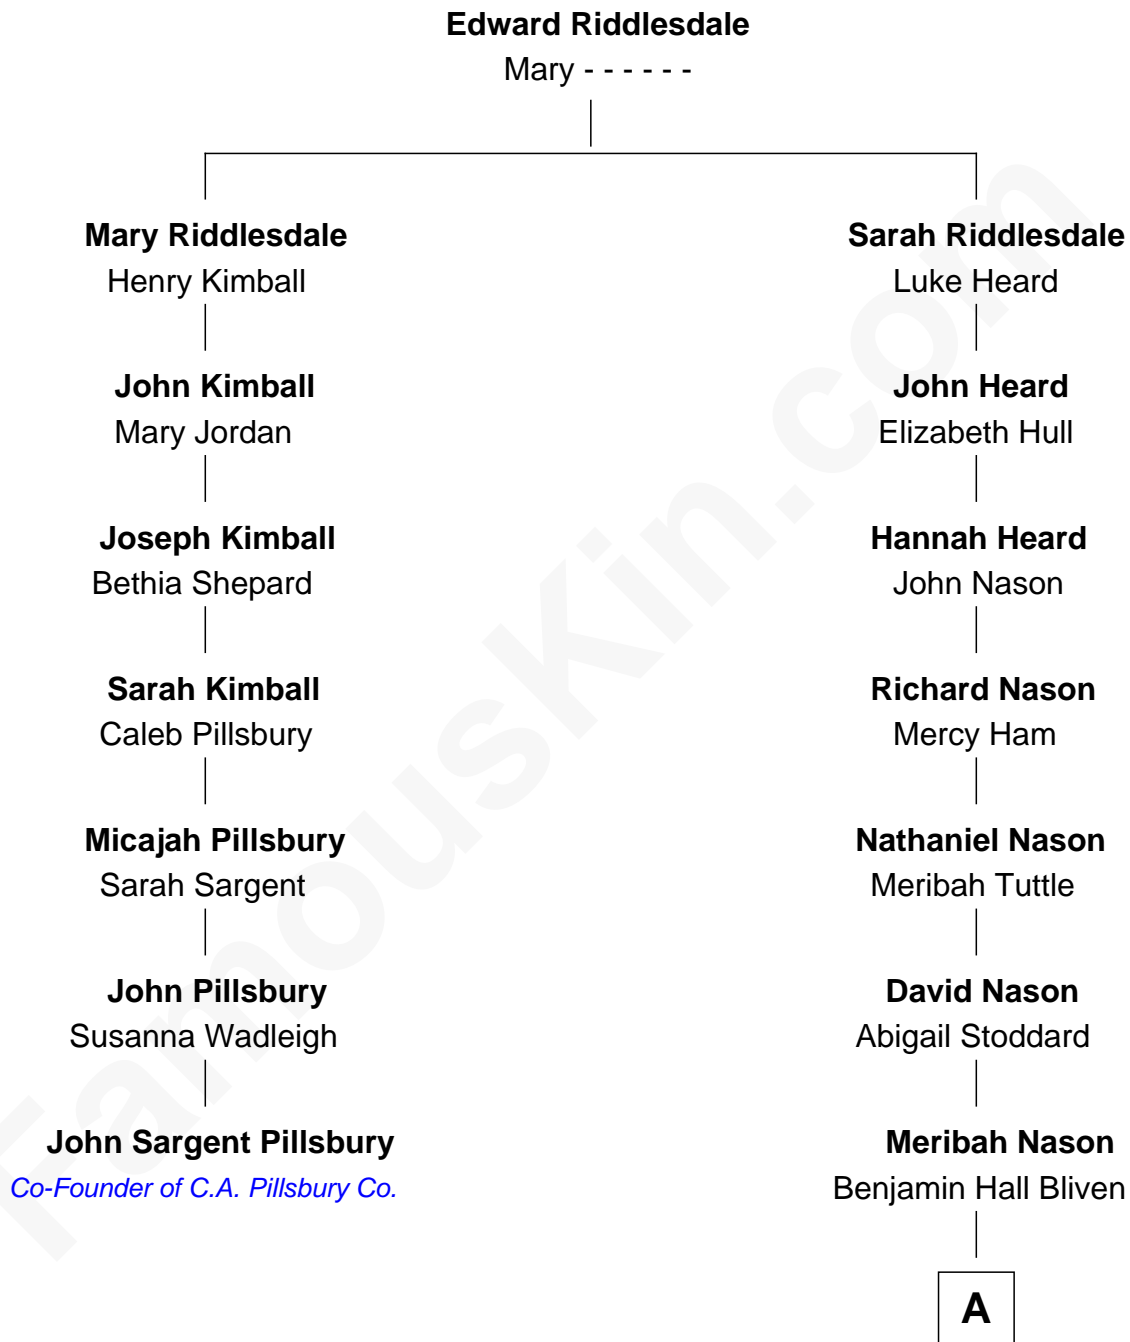 Edward Riddlesdale
Mary - - - - - -
Mary Riddlesdale
Henry Kimball
Sarah Riddlesdale
Luke Heard
John Kimball
Mary Jordan
John Heard
Elizabeth Hull
Joseph Kimball
Bethia Shepard
Hannah Heard
John Nason
Sarah Kimball
Caleb Pillsbury
Richard Nason
Mercy Ham
Micajah Pillsbury
Sarah Sargent
Nathaniel Nason
Meribah Tuttle
John Pillsbury
Susanna Wadleigh
David Nason
Abigail Stoddard
John Sargent Pillsbury
Co-Founder of C.A. Pillsbury Co.
Meribah Nason
Benjamin Hall Bliven
A
FamousKin.com